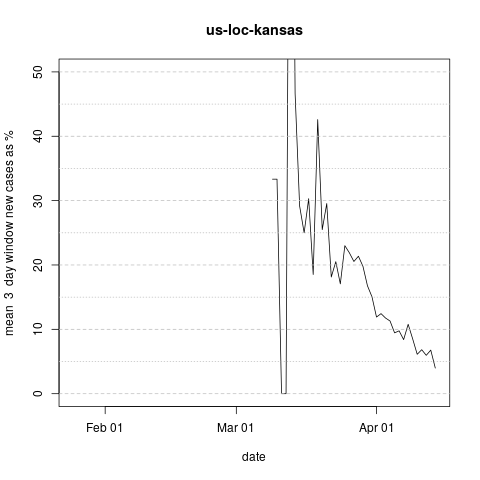 us-loc-kansas
mean 3 day window new cases as %
50
40
30
20
10
0
Feb 01
Mar 01
Apr 01
date